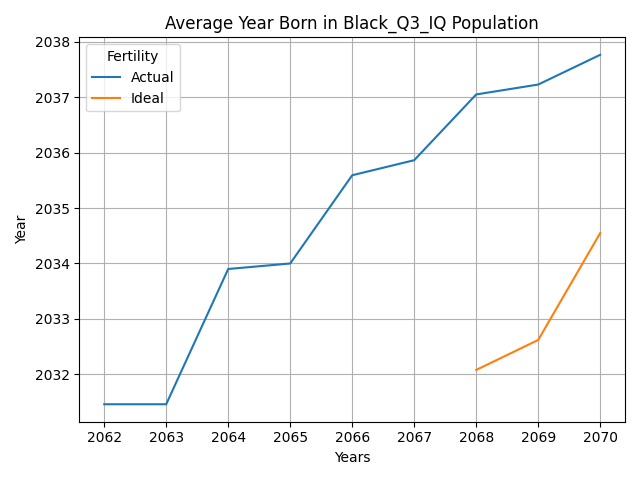 Average Year Born in Black_Q3_IQ Population
2038
2037
2036
2035
2034
2033
2032
Year
Fertility
Actual
Ideal
2062 2063 2064 2065 2066 2067 2068 2069 2070
Years